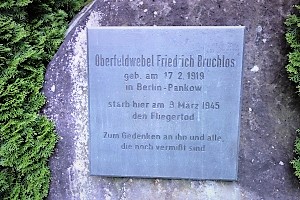 Oberfeldwebel Friedrich Bruchlos
geb. am 17. 2. 1919
in Berlin-Pankow
starb hier am 9. März 1945
den Fliegertod
Zum Gedenken an ihn und alle,
die noch vermißt sind